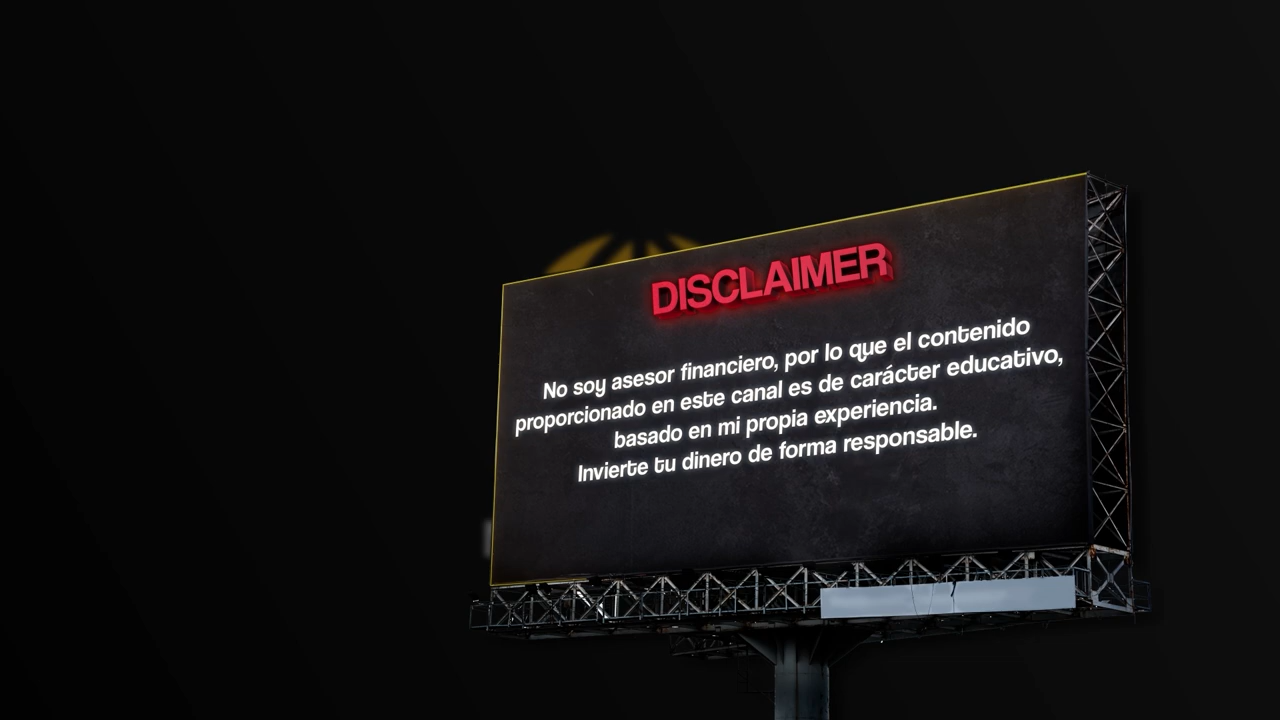 DISCLAIMER
No soy asesor financiero, por lo que el contenido
proporcionado en este canal es de carácter educativo,
basado en mi propia experiencia.
Invierte tu dinero de forma responsable.